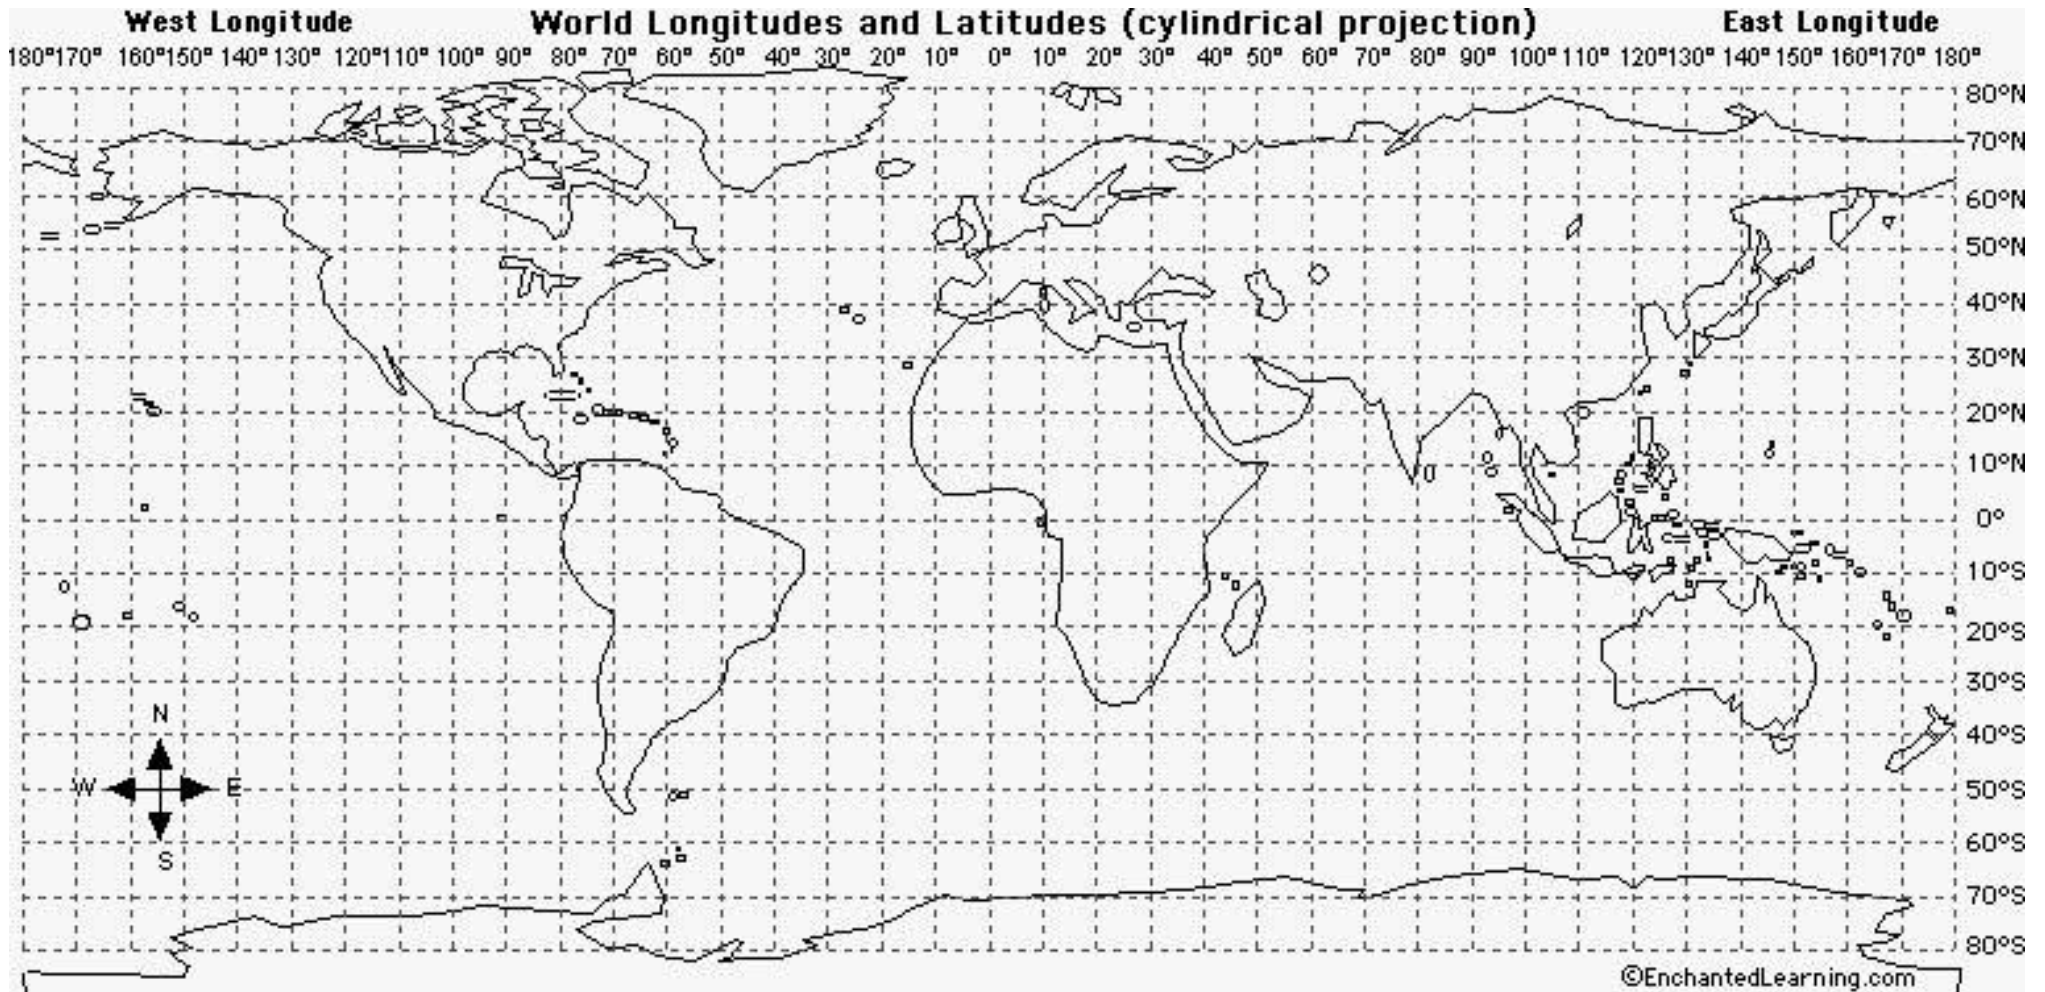 West Longitude World Longitudes and Latitudes (cylindrical projection) East Longitude
180° 170° 160° 150° 140° 130° 120° 110° 100° 90° 80° 70° 60° 50° 40° 30° 20° 10° 0° 10° 20° 30° 40° 50° 60° 70° 80° 90° 100° 110° 120° 130° 140° 150° 160° 170° 180°
80°N
70°N
60°N
50°N
40°N
30°N
20°N
10°N
0°
10°S
20°S
30°S
N
40°S
W E 50°S
60°S
S
70°S
80°S
©EnchantedLearning.com